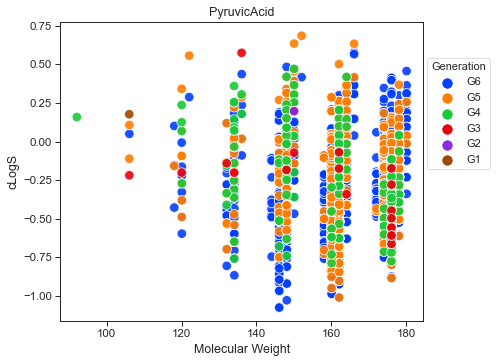 PyruvicAcid
0.75
0.50
0.25
0.00
−0.25
−0.50
−0.75
−1.00
cLogS
100
120
140
160
180
Molecular Weight
Generation
G6
G5
G4
G3
G2
G1